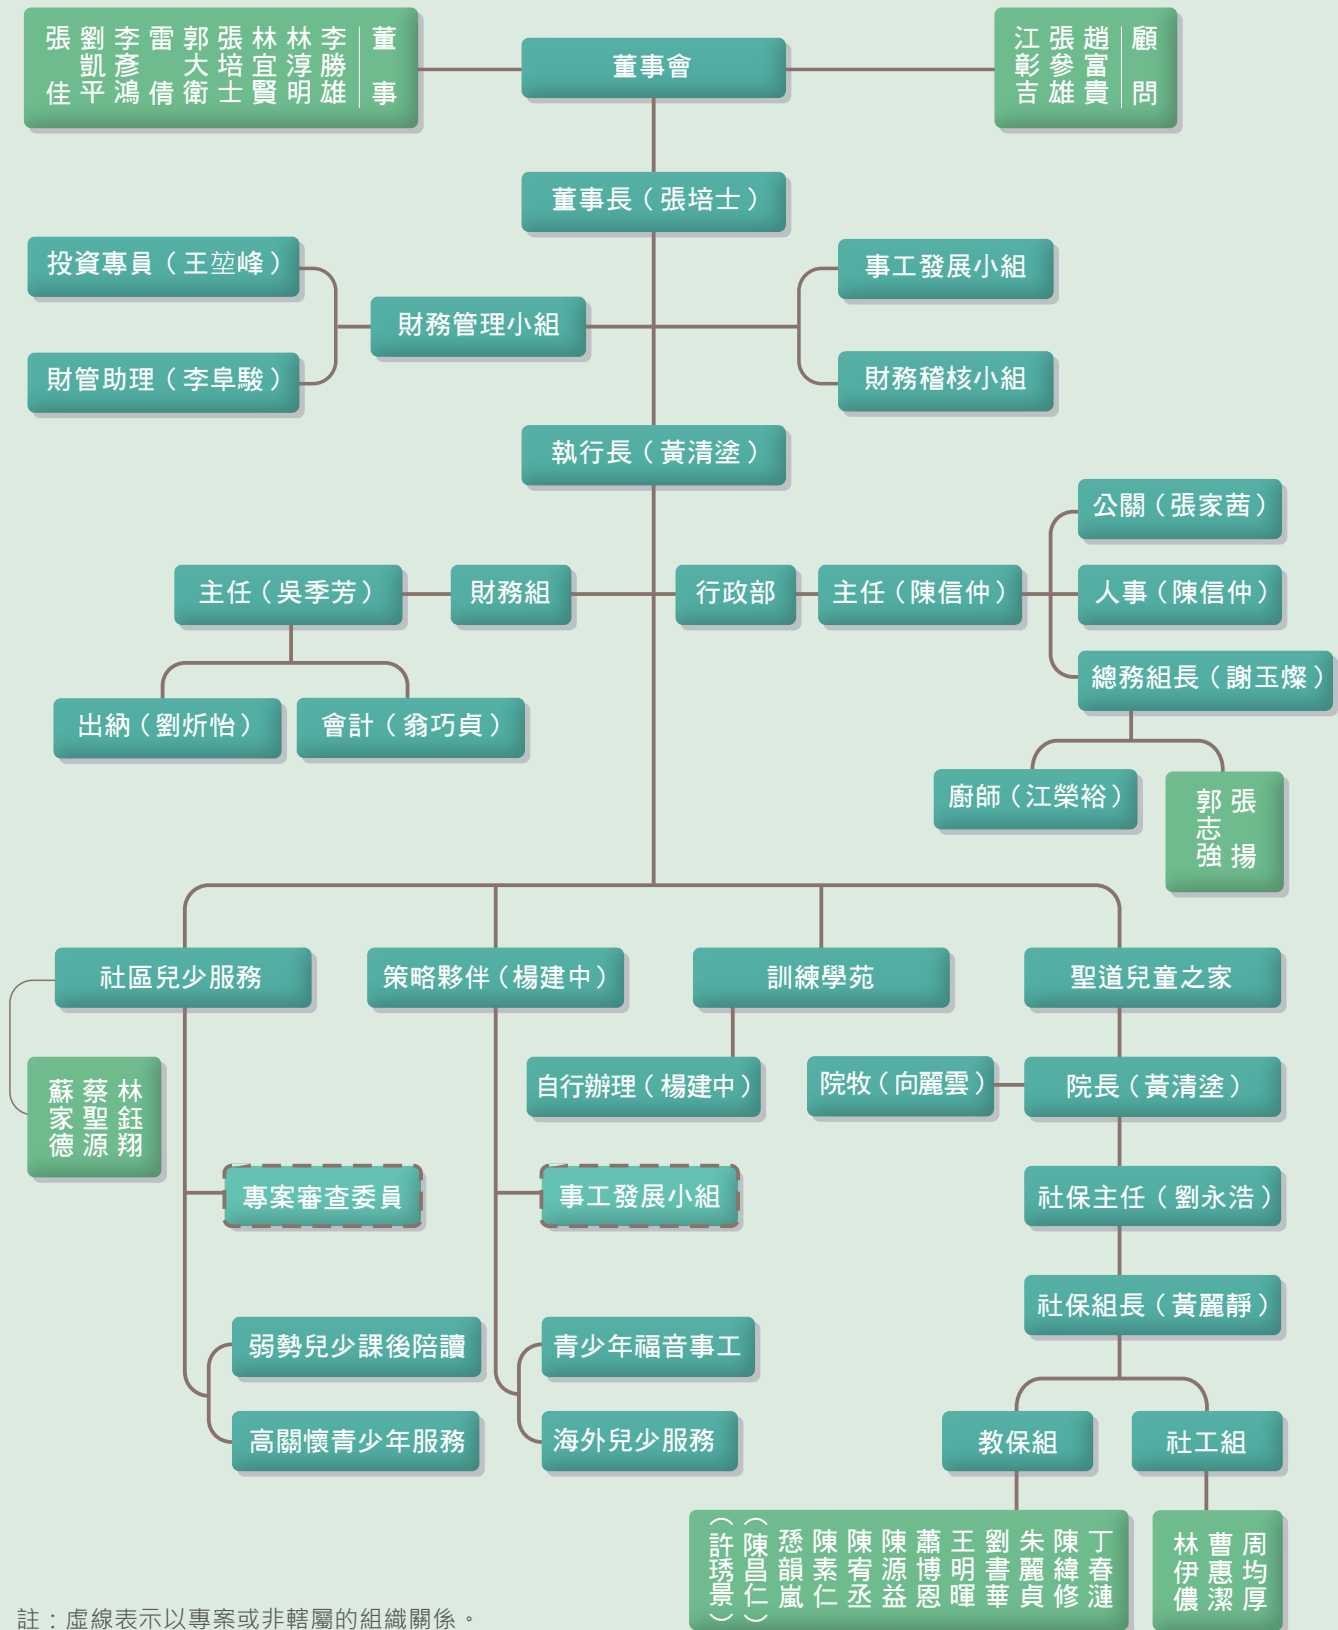 董事
李勝雄
林淳明
林宜賢
張培士
郭大衛
雷倩
李彥鴻
劉凱平
張佳
董事會
顧問
趙富貴
張參雄
江彰吉
董事長（張培士）
投資專員（王堃峰）
財管助理（李阜駿）
財務管理小組
事工發展小組
財務稽核小組
執行長（黃清塗）
主任（吳季芳）
財務組
行政部
主任（陳信仲）
公關（張家茜）
人事（陳信仲）
總務組長（謝玉燦）
出納（劉炘怡）
會計（翁巧貞）
廚師（江榮裕）
張揚
郭志強
社區兒少服務
策略夥伴（楊建中）
訓練學苑
聖道兒童之家
林鈺翔
蔡聖源
蘇家德
自行辦理（楊建中）
院牧（向麗雲）
院長（黃清塗）
專案審查委員
事工發展小組
社保主任（劉永浩）
社保組長（黃麗靜）
弱勢兒少課後陪讀
高關懷青少年服務
青少年福音事工
海外兒少服務
教保組
社工組
丁春漣
陳緯修
朱麗貞
劉書華
王明暉
蕭博恩
陳源益
陳宥丞
陳素仁
韻嵐
（陳昌仁）
（許琇景）
周均厚
曹惠潔
林伊儂
註：虛線表示以專案或非轄屬的組織關係。